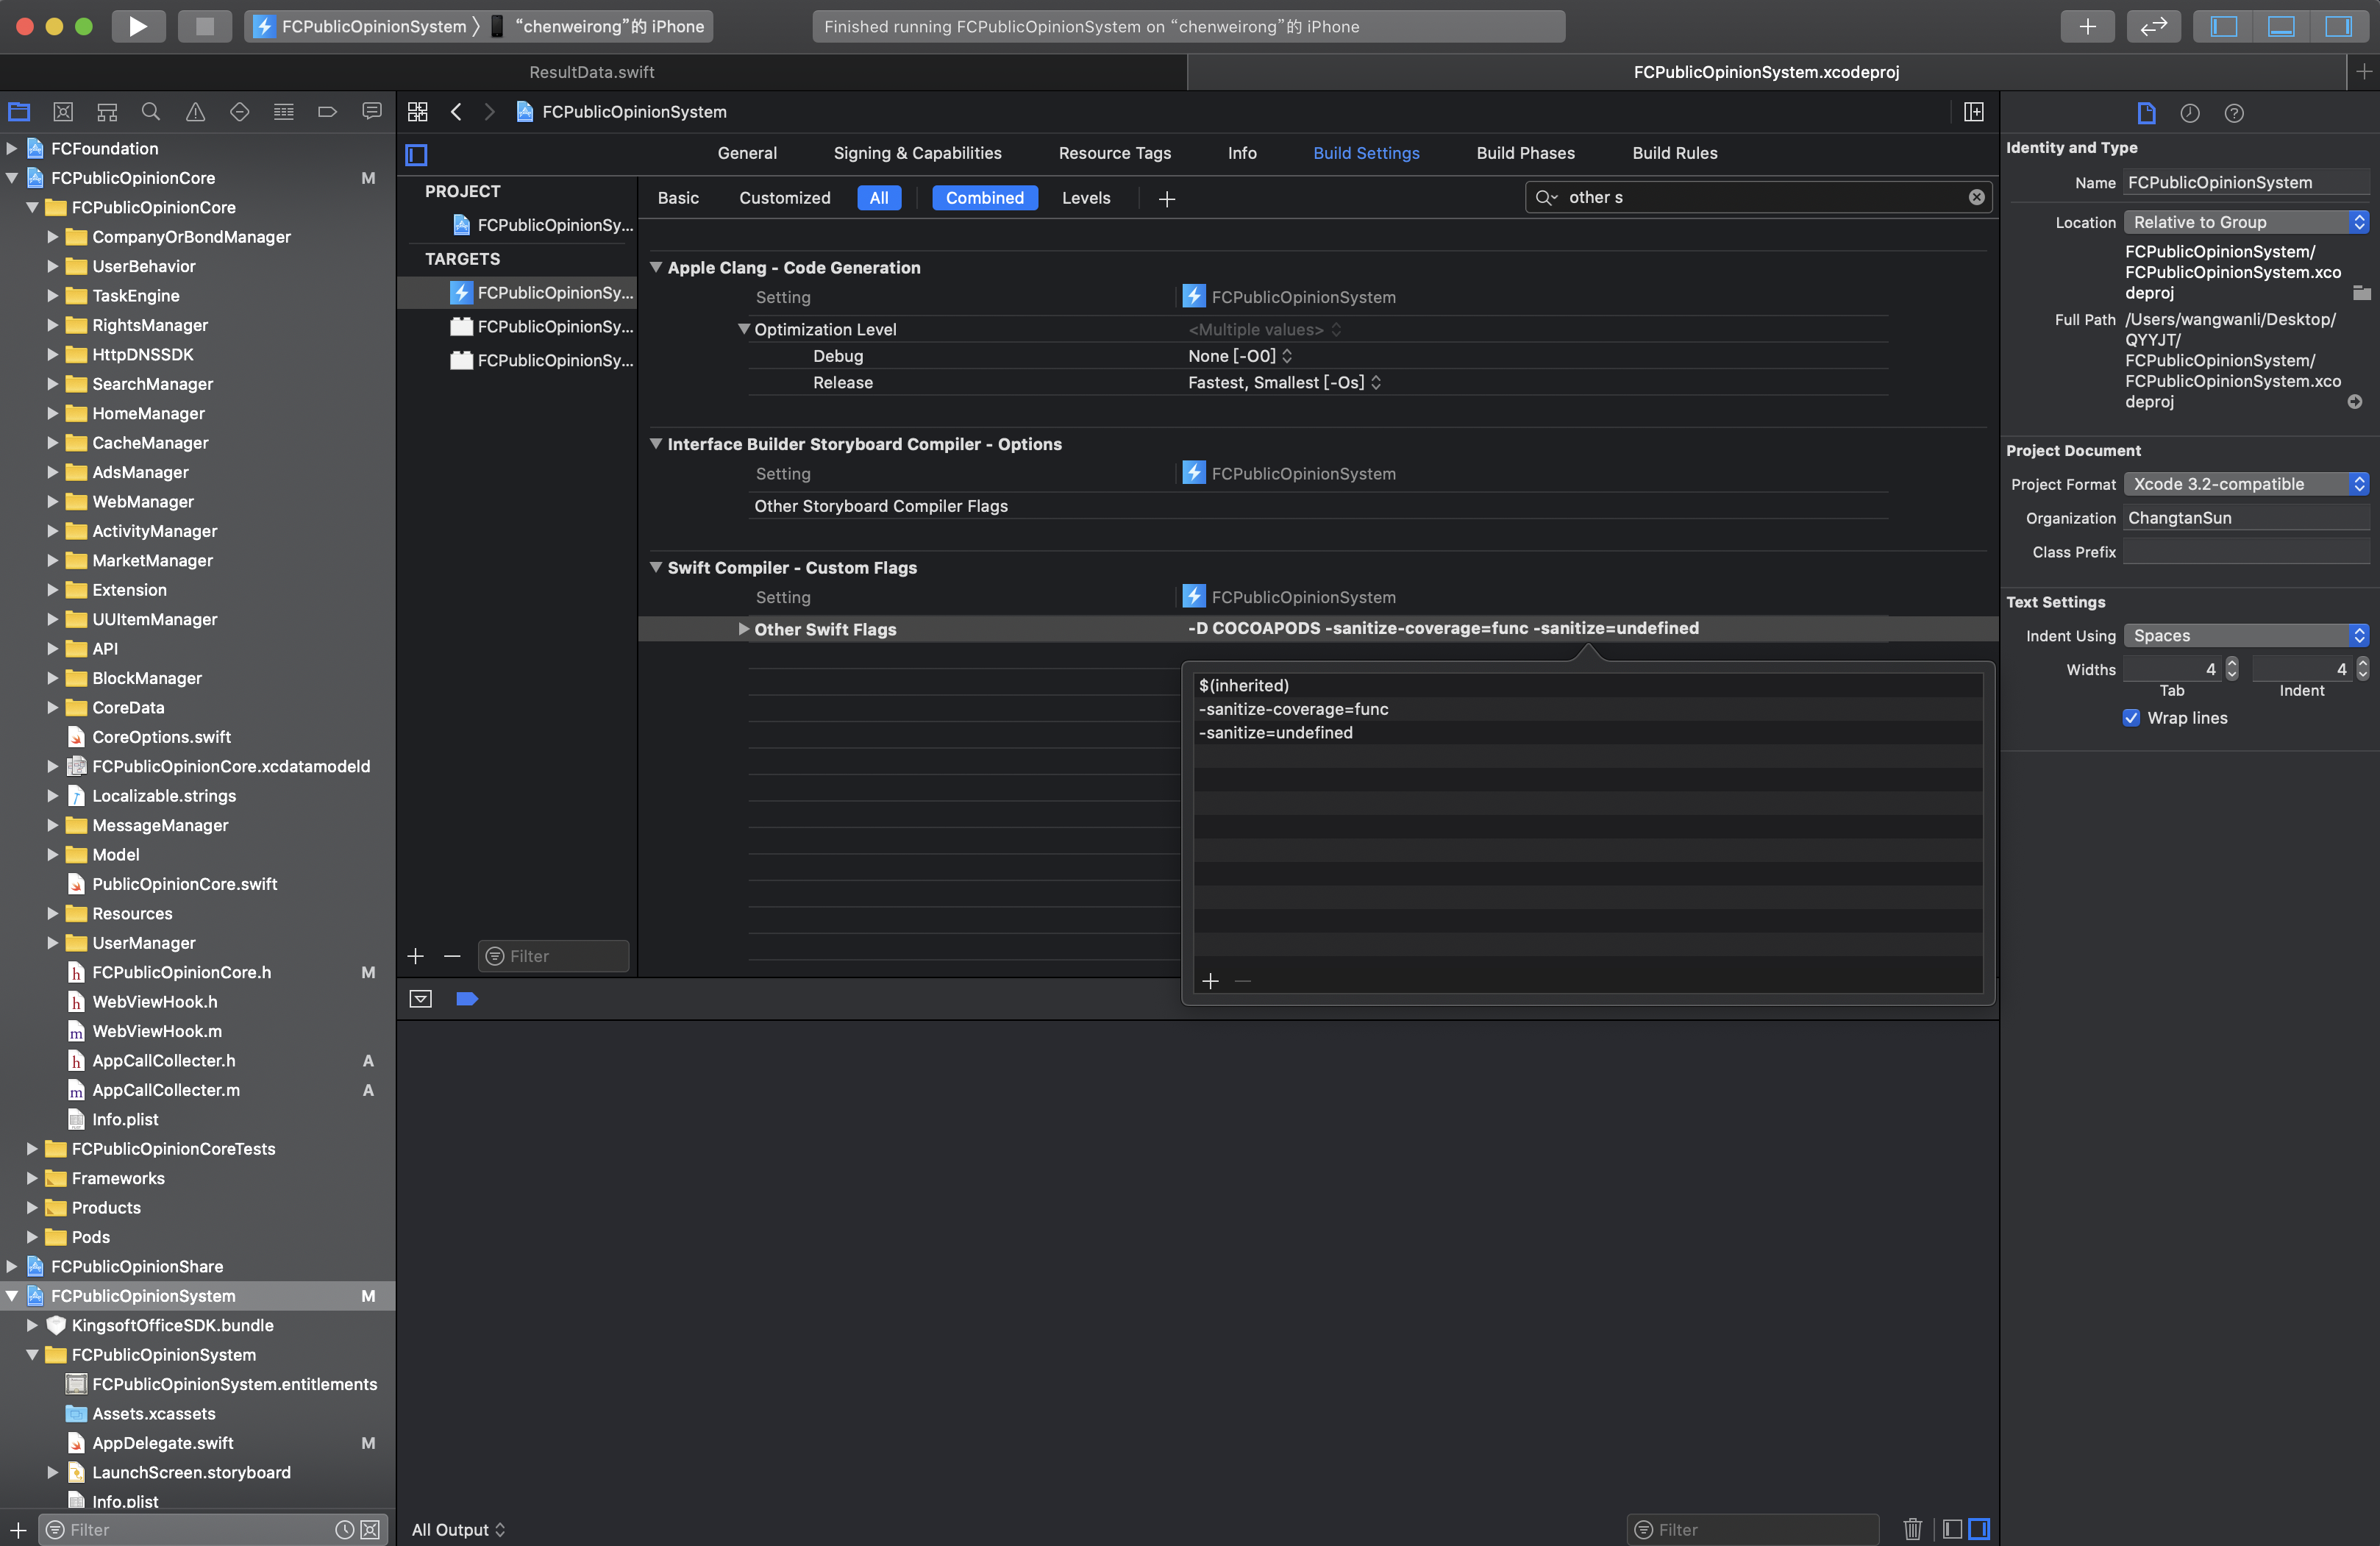 FCPublicOpinionSystem 〉 “chenweirong”的 iPhone
Finished running FCPublicOpinionSystem on “chenweirong”的 iPhone
ResultData.swift
FCPublicOpinionSystem.xcodeproj
FCFoundation
FCPublicOpinionCore M
FCPublicOpinionCore
CompanyOrBondManager
UserBehavior
TaskEngine
RightsManager
HttpDNSSDK
SearchManager
HomeManager
CacheManager
AdsManager
WebManager
ActivityManager
MarketManager
Extension
UUItemManager
API
BlockManager
CoreData
CoreOptions.swift
FCPublicOpinionCore.xcdatamodeld
Localizable.strings
MessageManager
Model
PublicOpinionCore.swift
Resources
UserManager
FCPublicOpinionCore.h M
WebViewHook.h
WebViewHook.m
AppCallCollecter.h A
AppCallCollecter.m A
Info.plist
FCPublicOpinionCoreTests
Frameworks
Products
Pods
FCPublicOpinionShare
FCPublicOpinionSystem M
KingsoftOfficeSDK.bundle
FCPublicOpinionSystem
FCPublicOpinionSystem.entitlements
Assets.xcassets
AppDelegate.swift M
LaunchScreen.storyboard
Info.plist
Filter
FCPublicOpinionSystem
General Signing & Capabilities Resource Tags Info Build Settings Build Phases Build Rules
PROJECT
FCPublicOpinionSy...
TARGETS
FCPublicOpinionSy...
FCPublicOpinionSy...
FCPublicOpinionSy...
Filter
Basic Customized All Combined Levels
other s
Apple Clang - Code Generation
Setting FCPublicOpinionSystem
Optimization Level <Multiple values>
Debug None [-O0]
Release Fastest, Smallest [-Os]
Interface Builder Storyboard Compiler - Options
Setting FCPublicOpinionSystem
Other Storyboard Compiler Flags
Swift Compiler - Custom Flags
Setting FCPublicOpinionSystem
Other Swift Flags -D COCOAPODS -sanitize-coverage=func -sanitize=undefined
$(inherited)
-sanitize-coverage=func
-sanitize=undefined
All Output
Filter
Identity and Type
Name FCPublicOpinionSystem
Location Relative to Group
FCPublicOpinionSystem/
FCPublicOpinionSystem.xco
deproj
Full Path /Users/wangwanli/Desktop/
QYYJT/
FCPublicOpinionSystem/
FCPublicOpinionSystem.xco
deproj
Project Document
Project Format Xcode 3.2-compatible
Organization ChangtanSun
Class Prefix
Text Settings
Indent Using Spaces
Widths 4 4
Tab Indent
Wrap lines